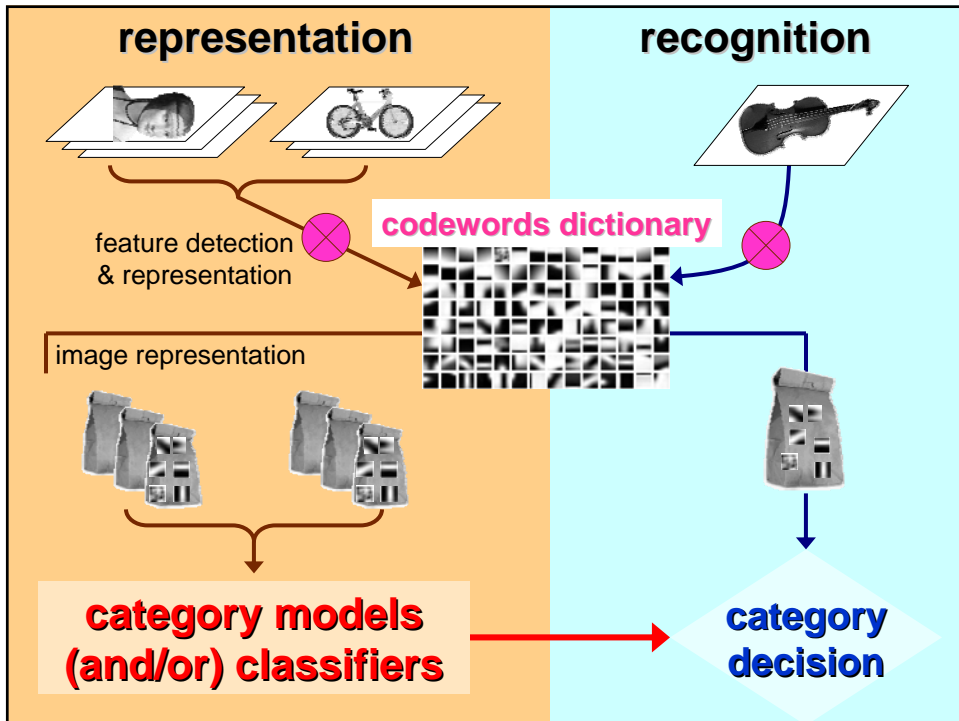 representation
recognition
codewords dictionary
feature detection
& representation
image representation
category models
(and/or) classifiers
category
decision